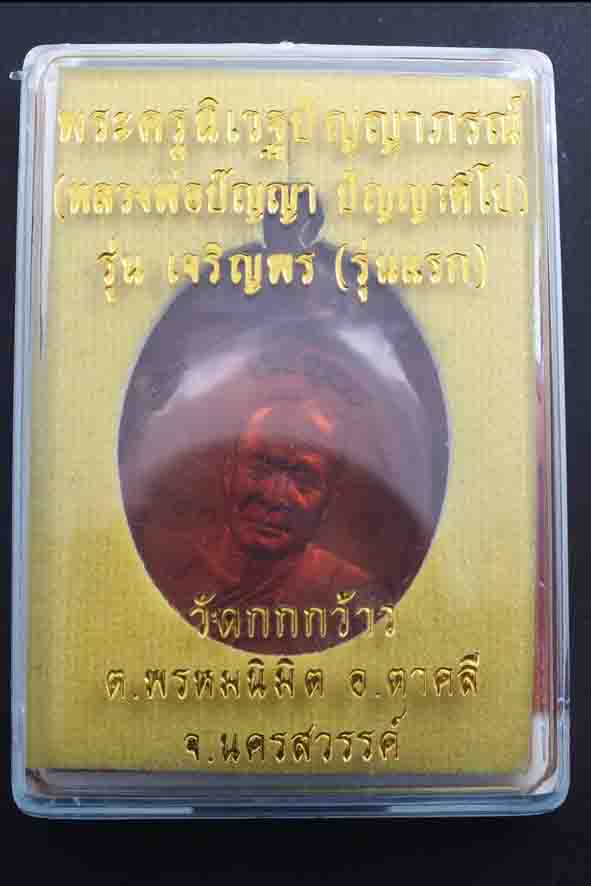 พระครูนิเวฐปัญญาภรณ์
(หลวงพ่อปัญญา ปัญญาทีโป)
รุ่น เจริญพร (รุ่นแรก)
วัดกกกว้าว
ต.พรหมนิมิต อ.ตาคลี
จ.นครสวรรค์